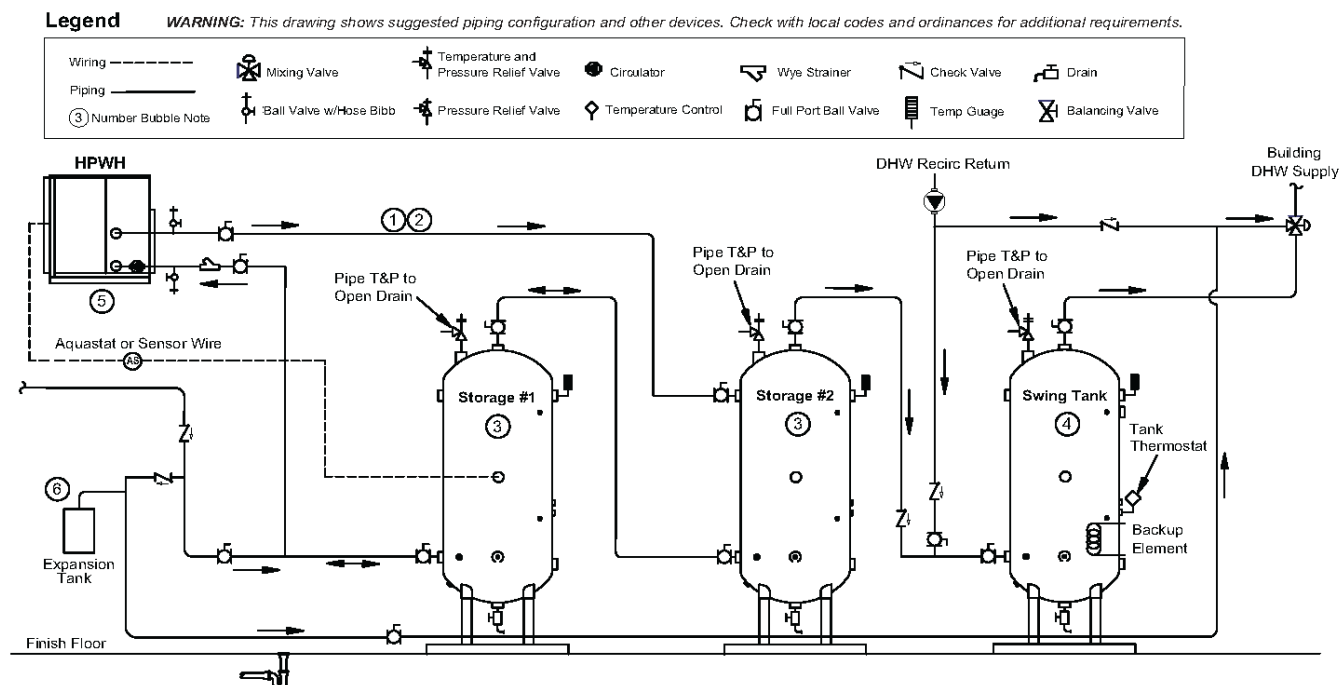 Legend WARNING: This drawing shows suggested piping configuration and other devices. Check with local codes and ordinances for additional requirements.
Wiring
Piping
3 Number Bubble Note
Mixing Valve
Ball Valve w/Hose Bibb
Temperature and
Pressure Relief Valve
Pressure Relief Valve
Circulator
Temperature Control
Wye Strainer
Full Port Ball Valve
Check Valve
Temp Guage
Drain
Balancing Valve
HPWH
5
1 2
DHW Recirc Return
Building
DHW Supply
Pipe T&P to
Open Drain
Pipe T&P to
Open Drain
Pipe T&P to
Open Drain
Aquastat or Sensor Wire
AS
Storage #1
3
Storage #2
3
Swing Tank
4
Tank
Thermostat
Backup
Element
6
Expansion
Tank
Finish Floor